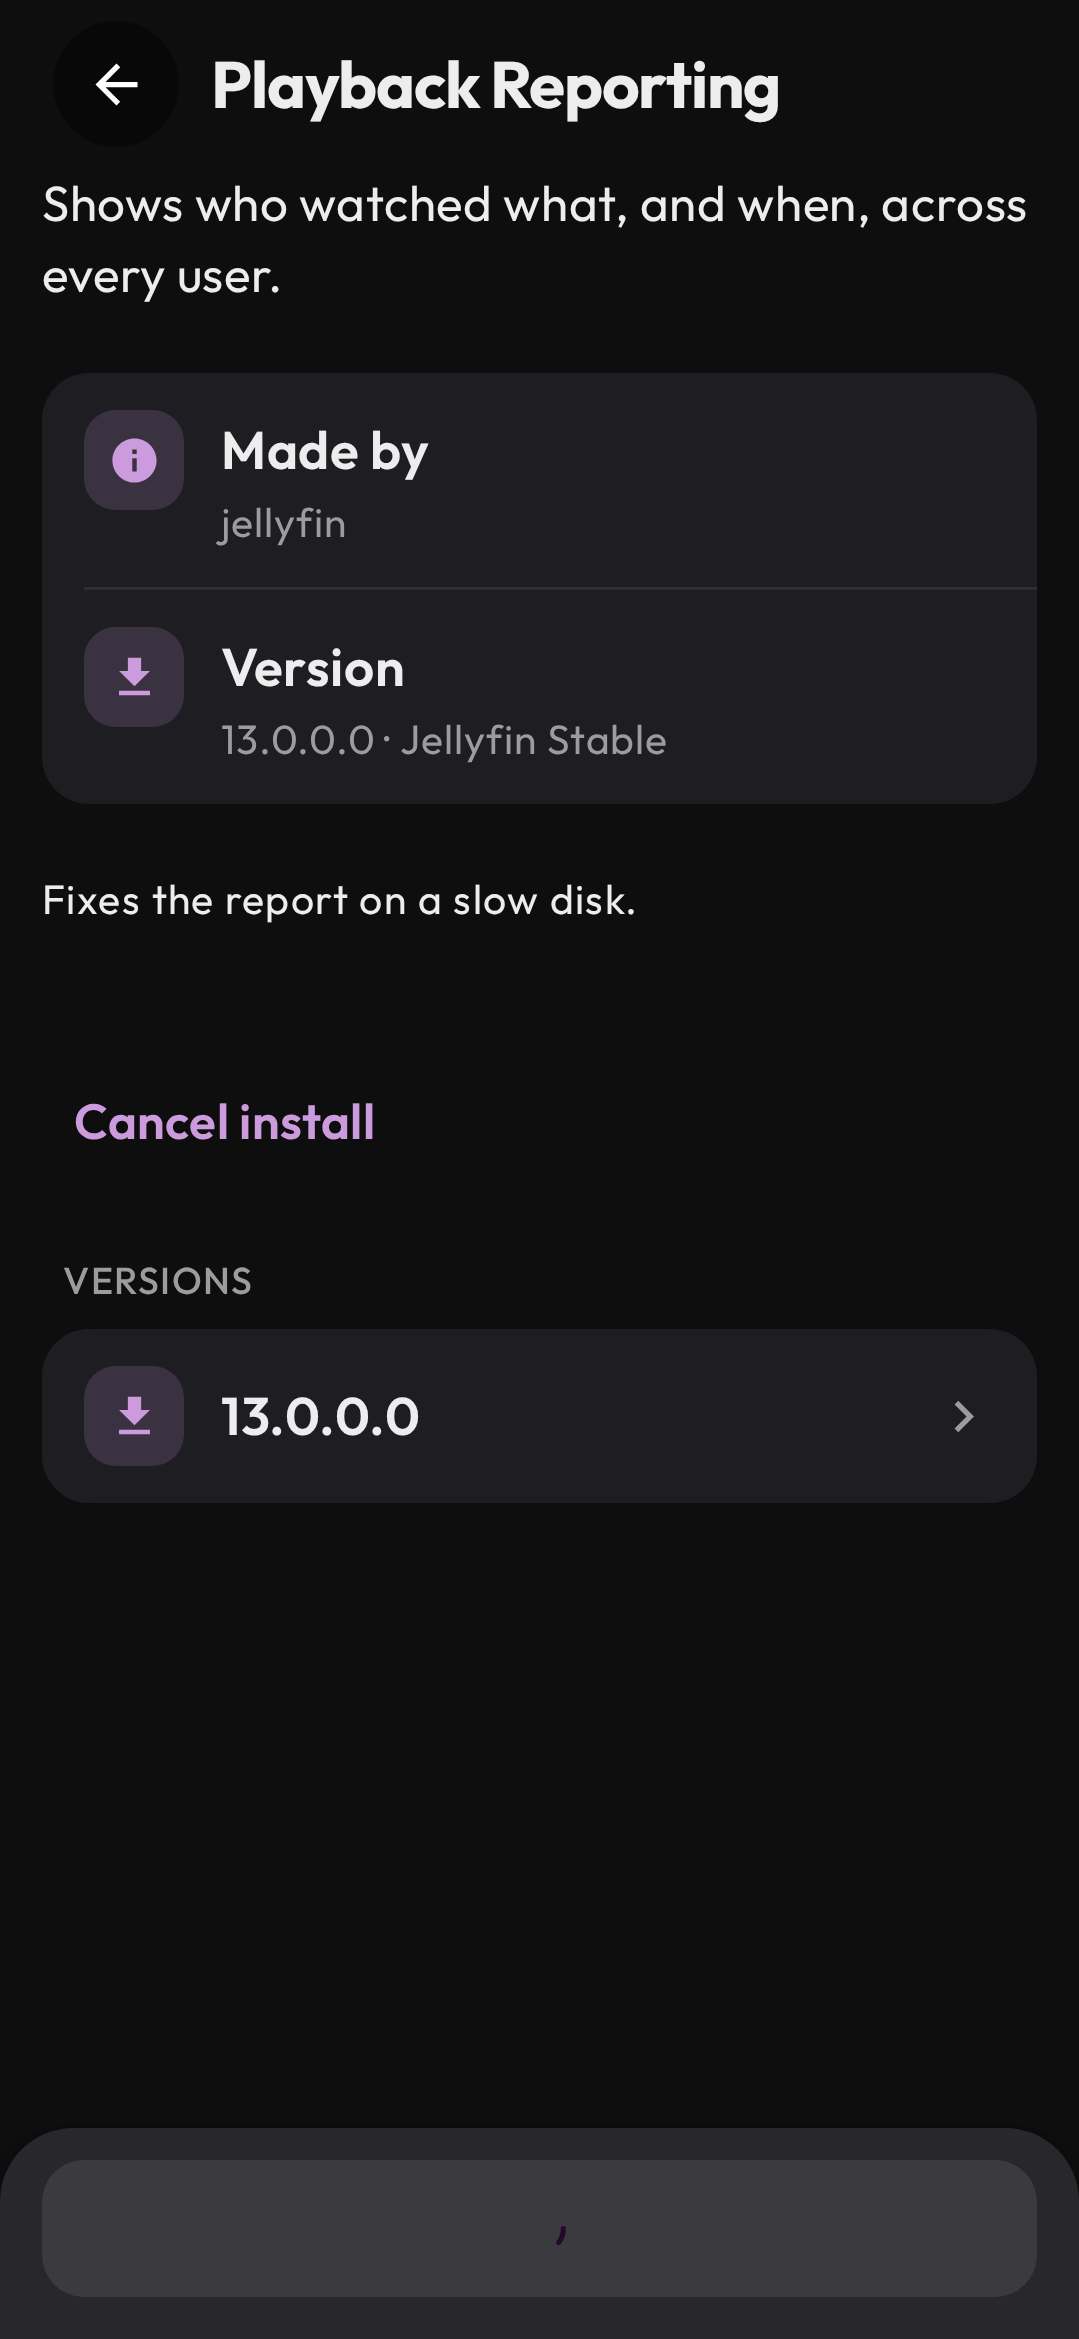 Playback Reporting
Shows who watched what, and when, across
every user.
Made by
jellyfin
Version
13.0.0.0 · Jellyfin Stable
Fixes the report on a slow disk.
Cancel install
VERSIONS
13.0.0.0